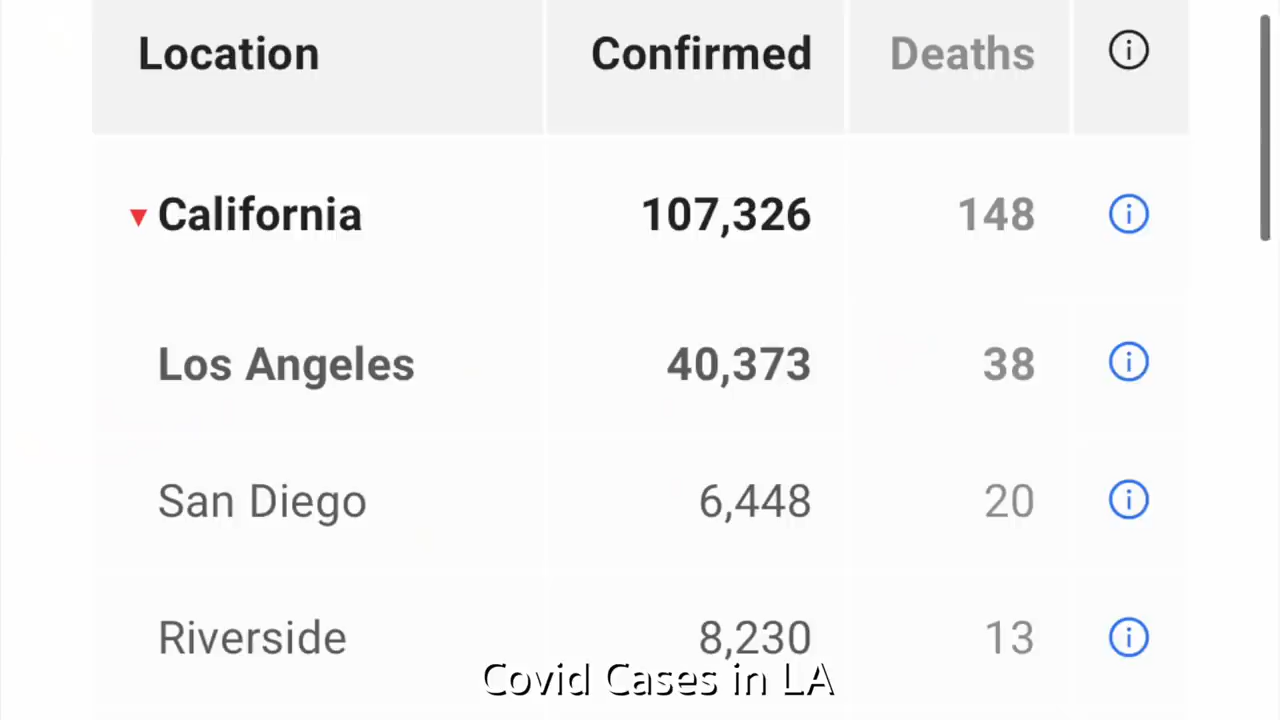 Location Confirmed Deaths
California 107,326 148
Los Angeles 40,373 38
San Diego 6,448 20
Riverside 8,230 13
Covid Cases in LA